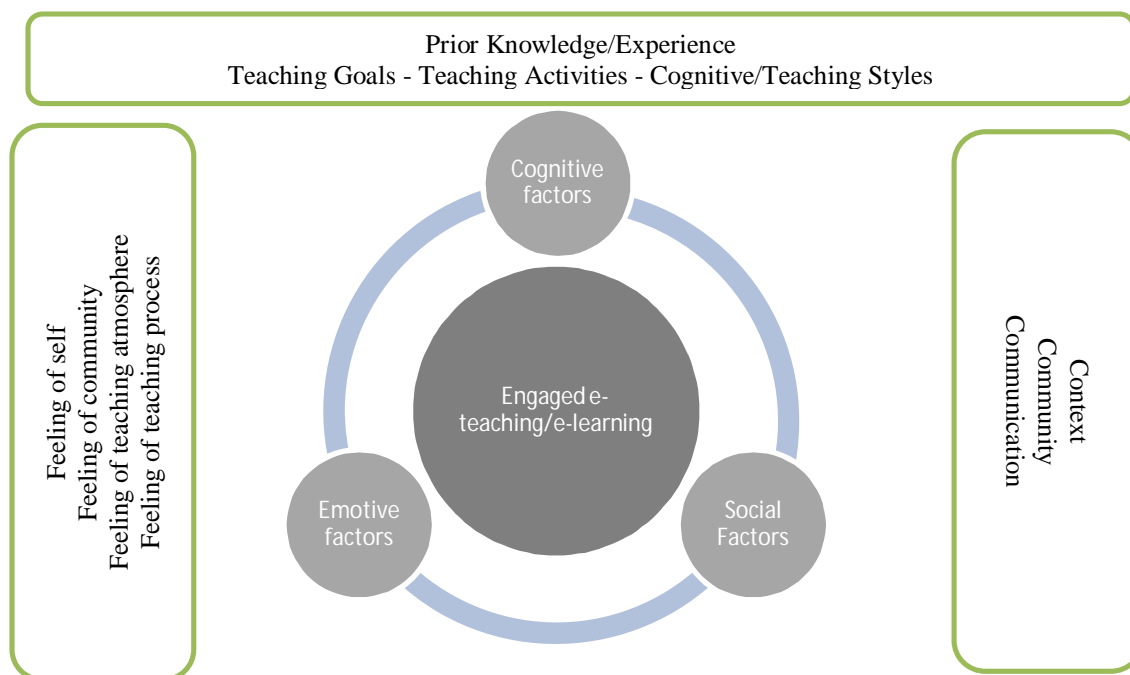 Prior Knowledge/Experience
Teaching Goals - Teaching Activities - Cognitive/Teaching Styles
Cognitive
factors
Feeling of self
Feeling of community
Feeling of teaching atmosphere
Feeling of teaching process
Engaged e-
teaching/e-learning
Context
Community
Communication
Emotive
factors
Social
Factors